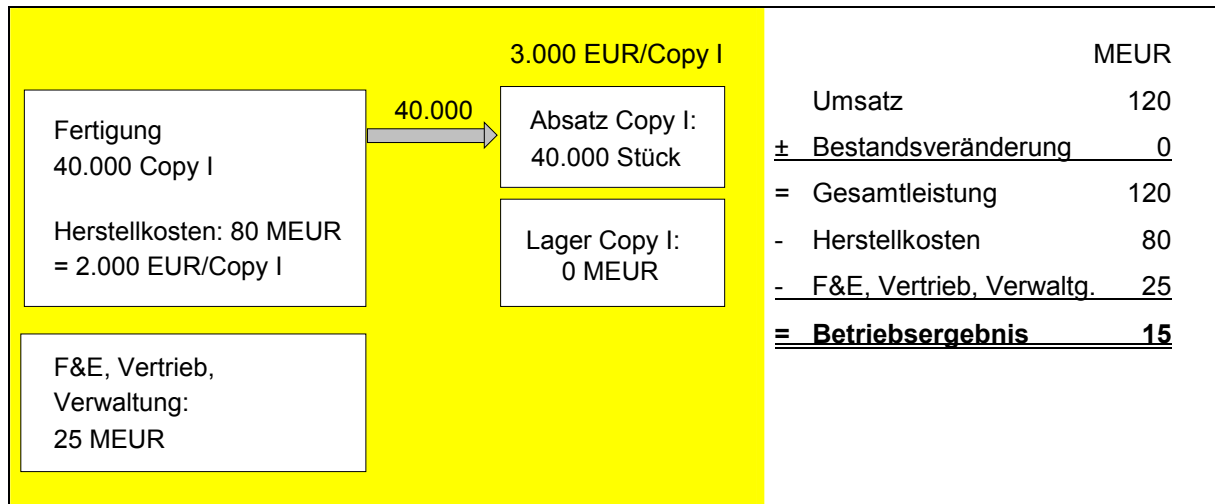 3.000 EUR/Copy I
Fertigung
40.000 Copy I
Herstellkosten: 80 MEUR
= 2.000 EUR/Copy I
40.000
Absatz Copy I:
40.000 Stück
Lager Copy I:
0 MEUR
F&E, Vertrieb,
Verwaltung:
25 MEUR
MEUR
Umsatz 120
± Bestandsveränderung 0
= Gesamtleistung 120
- Herstellkosten 80
- F&E, Vertrieb, Verwaltg. 25
= Betriebsergebnis 15